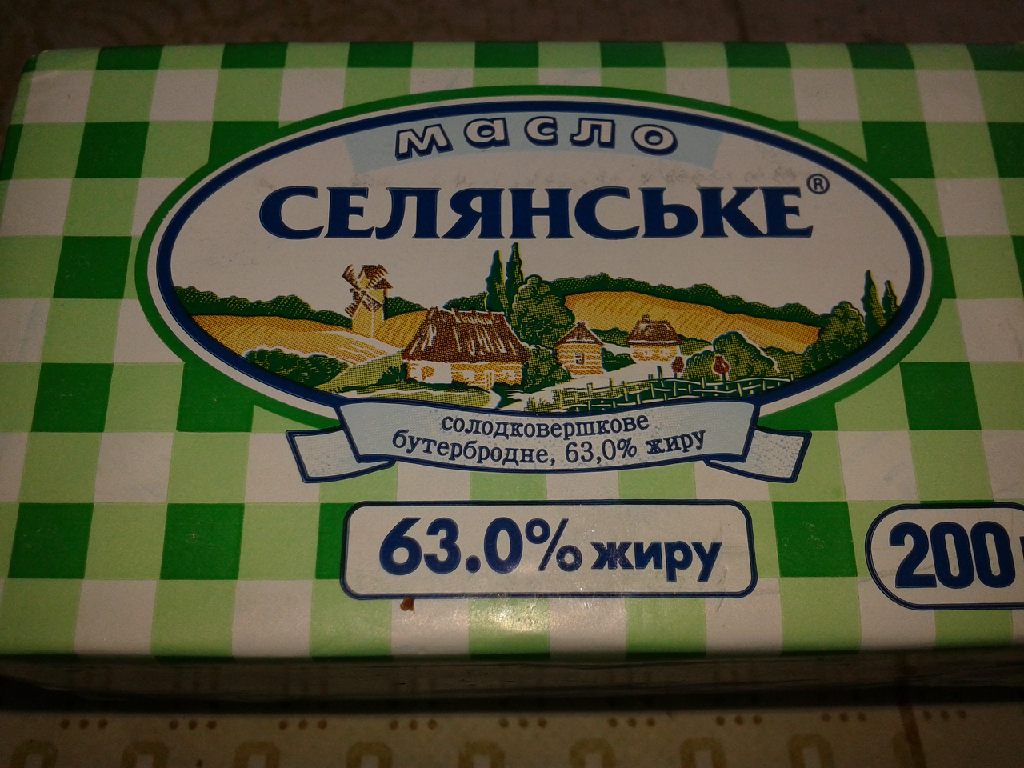 масло
СЕЛЯНСЬКЕ®
солодковершкове
бутербродне, 63,0% жиру
63.0% жиру
200